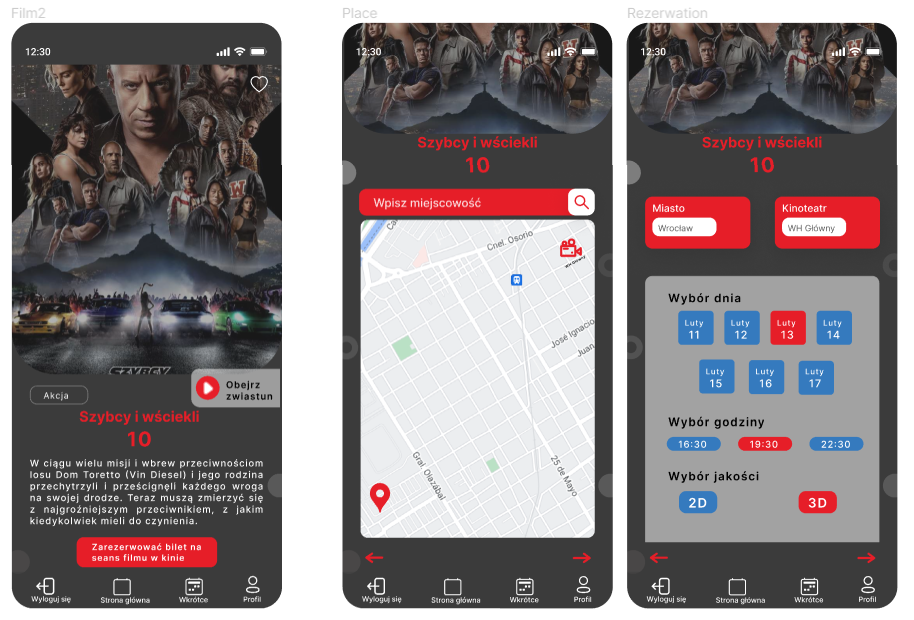 Film2
12:30
SZYBCY
Obejrz
zwiastun
Akcja
Szybcy i wściekli
10
W ciągu wielu misji i wbrew przeciwnościom
losu Dom Toretto (Vin Diesel) i jego rodzina
przechytrzyli i prześcignęli każdego wroga
na swojej drodze. Teraz muszą zmierzyć się
z najgroźniejszym przeciwnikiem, z jakim
kiedykolwiek mieli do czynienia.
Zarezerwować bilet na
seans filmu w kinie
Wyloguj się
Strona główna
Wkrótce
Profil
Place
12:30
Szybcy i wściekli
10
Wpisz miejscowość
Cnel. Osorio
WH Główny
José Ignacio
Juan
Gral. Olazábal
25 de Mayo
Wyloguj się
Strona główna
Wkrótce
Profil
Rezerwation
12:30
Szybcy i wściekli
10
Miasto
Wrocław
Kinoteatr
WH Główny
Wybór dnia
Luty 11
Luty 12
Luty 13
Luty 14
Luty 15
Luty 16
Luty 17
Wybór godziny
16:30 19:30 22:30
Wybór jakości
2D 3D
Wyloguj się
Strona główna
Wkrótce
Profil